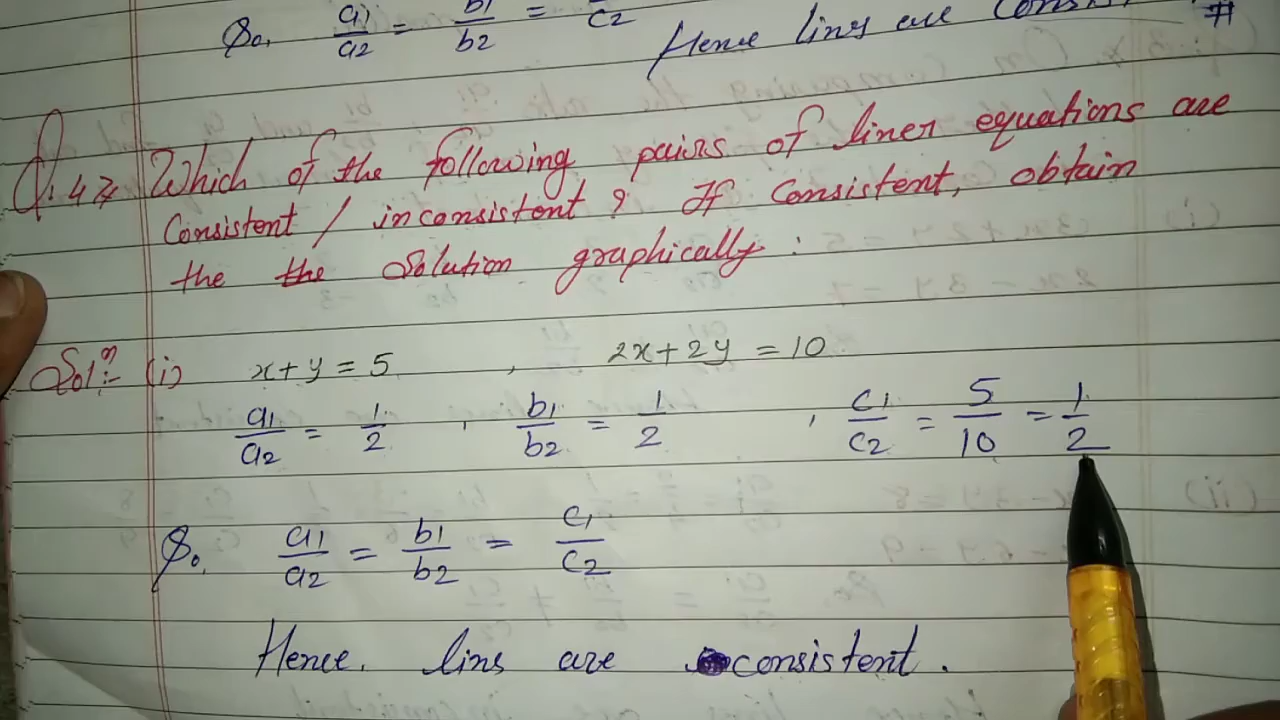 So, a1/a2 = b1/b2 = /c2 Hence lines are #
Q.4> Which of the following pairs of liner equations are
Consistent / inconsistent ? If Consistent, obtain
the the Solution graphically :
Solⁿ:- (i) x + y = 5 , 2x + 2y = 10
a1/a2 = 1/2 , b1/b2 = 1/2 , c1/c2 = 5/10 = 1/2
So, a1/a2 = b1/b2 = c1/c2
Hence, lins are consistent.